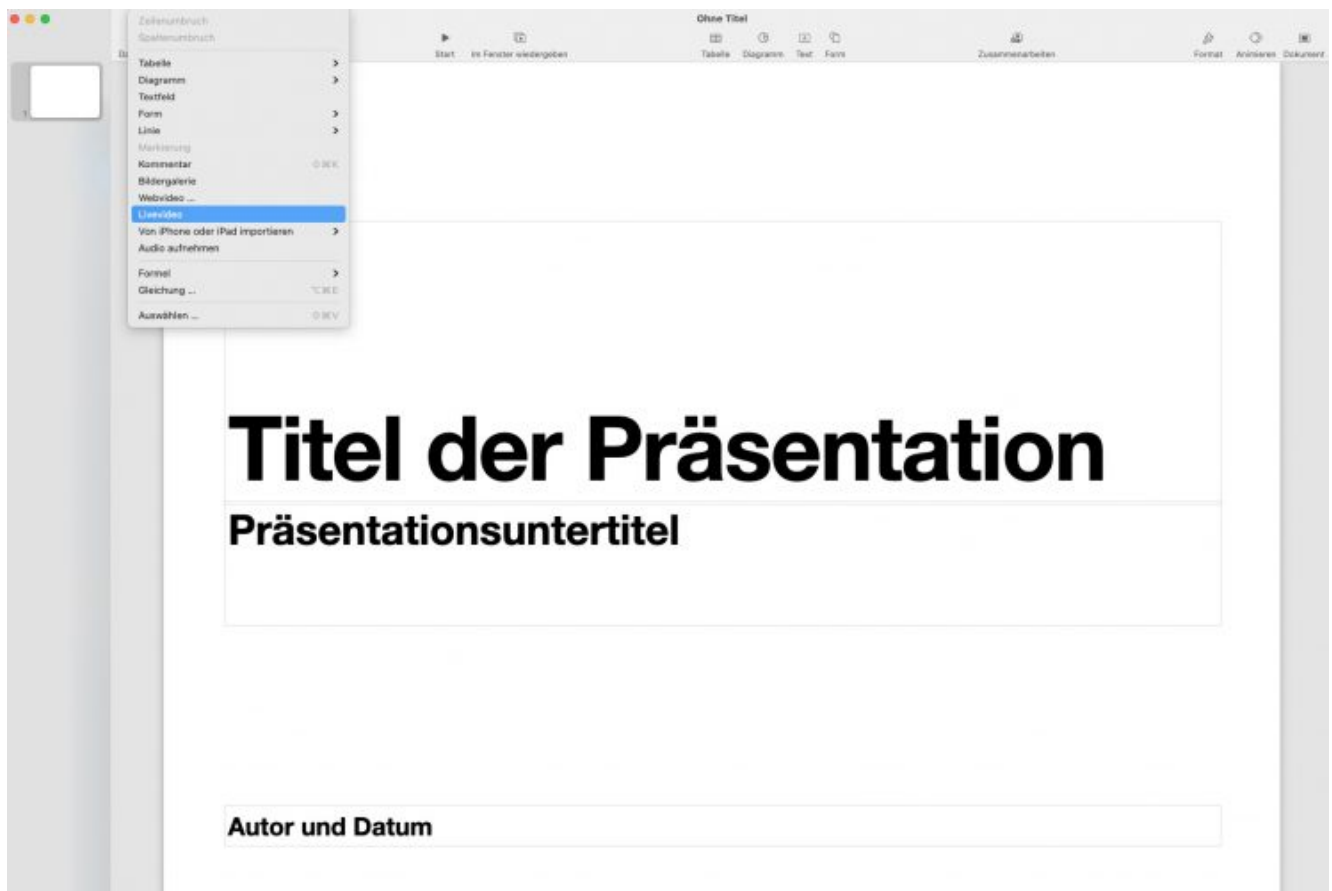 Ohne Titel
Start Im Fenster wiedergeben Tabelle Diagramm Text Form Zusammenarbeiten Format Animieren Dokument
Zeilenumbruch
Spaltenumbruch
Tabelle
Diagramm
Textfeld
Form
Linie
Markierung
Kommentar ⇧⌘K
Bildergalerie
Webvideo ...
Livevideo
Von iPhone oder iPad importieren
Audio aufnehmen
Formel
Gleichung ... ⌥⌘E
Auswählen ... ⇧⌘V
1
Titel der Präsentation
Präsentationsuntertitel
Autor und Datum